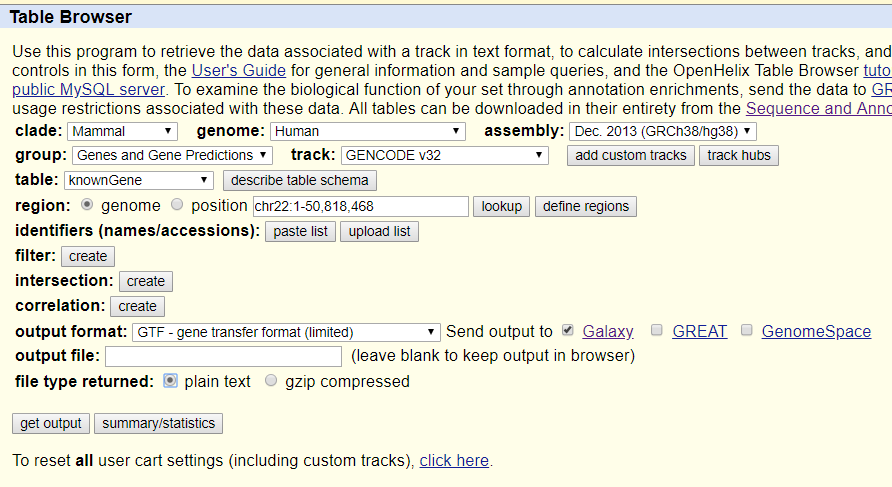 Table Browser
Use this program to retrieve the data associated with a track in text format, to calculate intersections between tracks, and
controls in this form, the User's Guide for general information and sample queries, and the OpenHelix Table Browser tuto
public MySQL server. To examine the biological function of your set through annotation enrichments, send the data to GR
usage restrictions associated with these data. All tables can be downloaded in their entirety from the Sequence and Anno
clade: Mammal genome: Human assembly: Dec. 2013 (GRCh38/hg38)
group: Genes and Gene Predictions track: GENCODE v32 add custom tracks track hubs
table: knownGene describe table schema
region: genome position chr22:1-50,818,468 lookup define regions
identifiers (names/accessions): paste list upload list
filter: create
intersection: create
correlation: create
output format: GTF - gene transfer format (limited) Send output to Galaxy GREAT GenomeSpace
output file: (leave blank to keep output in browser)
file type returned: plain text gzip compressed
get output summary/statistics
To reset all user cart settings (including custom tracks), click here.